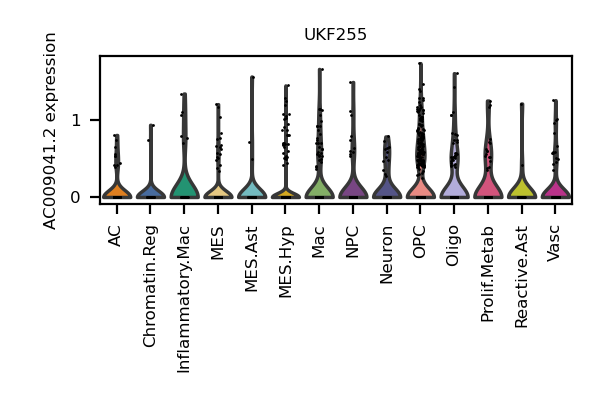 UKF255
AC009041.2 expression
1
0
AC
Chromatin.Reg
Inflammatory.Mac
MES
MES.Ast
MES.Hyp
Mac
NPC
Neuron
OPC
Oligo
Prolif.Metab
Reactive.Ast
Vasc